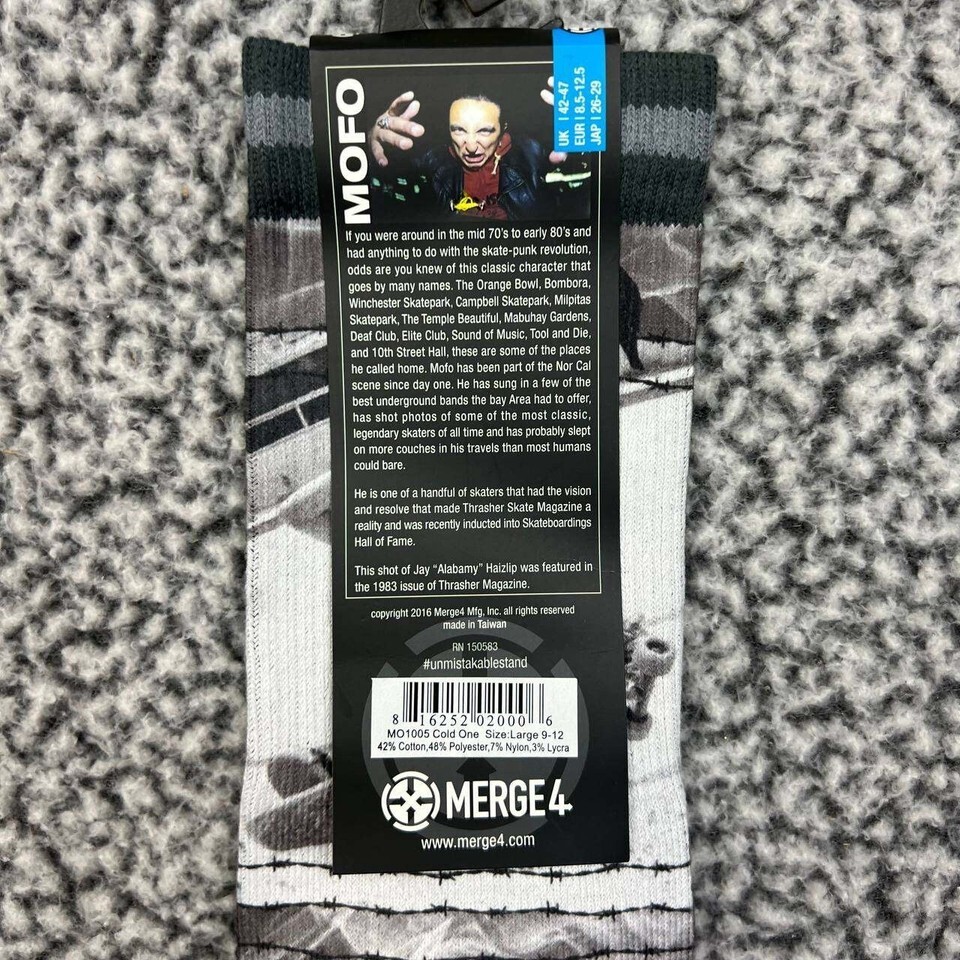 MOFO
UK | 42-47
EUR | 8.5-12.5
JAP | 26-29
If you were around in the mid 70's to early 80's and
had anything to do with the skate-punk revolution,
odds are you knew of this classic character that
goes by many names. The Orange Bowl, Bombora,
Winchester Skatepark, Campbell Skatepark, Milpitas
Skatepark, The Temple Beautiful, Mabuhay Gardens,
Deaf Club, Elite Club, Sound of Music, Tool and Die,
and 10th Street Hall, these are some of the places
he called home. Mofo has been part of the Nor Cal
scene since day one. He has sung in a few of the
best underground bands the bay Area had to offer,
has shot photos of some of the most classic,
legendary skaters of all time and has probably slept
on more couches in his travels than most humans
could bare.
He is one of a handful of skaters that had the vision
and resolve that made Thrasher Skate Magazine a
reality and was recently inducted into Skateboardings
Hall of Fame.
This shot of Jay “Alabamy” Haizlip was featured in
the 1983 issue of Thrasher Magazine.
copyright 2016 Merge4 Mfg, Inc. all rights reserved
made in Taiwan
RN 150583
#unmistakablestand
8 16252 02000 6
MO1005 Cold One Size:Large 9-12
42% Cotton,48% Polyester,7% Nylon,3% Lycra
MERGE4
www.merge4.com